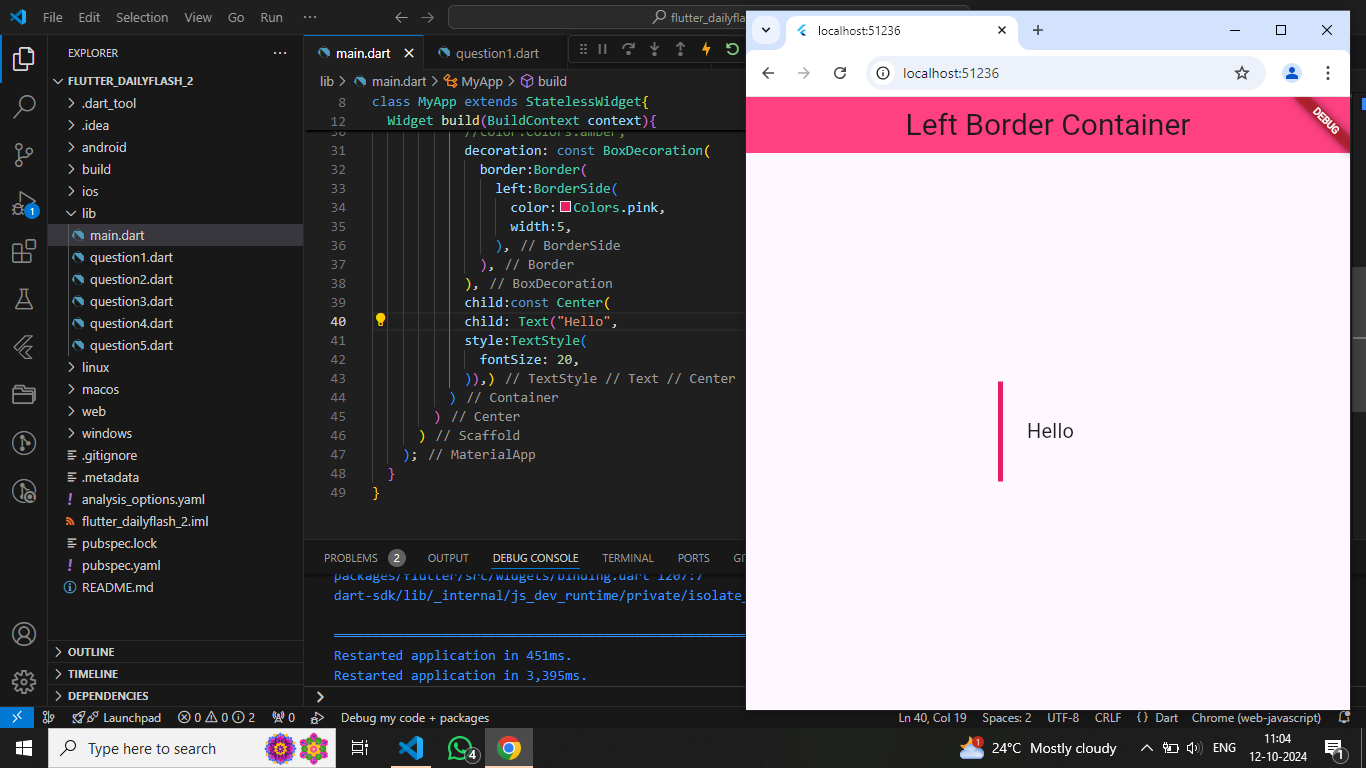 File Edit Selection View Go Run ···
flutter_dailyfla
EXPLORER
FLUTTER_DAILYFLASH_2
.dart_tool
.idea
android
build
ios
lib
main.dart
question1.dart
question2.dart
question3.dart
question4.dart
question5.dart
linux
macos
web
windows
.gitignore
.metadata
analysis_options.yaml
flutter_dailyflash_2.iml
pubspec.lock
pubspec.yaml
README.md
OUTLINE
TIMELINE
DEPENDENCIES
1
main.dart question1.dart
lib > main.dart > MyApp > build
8 class MyApp extends StatelessWidget{
12 Widget build(BuildContext context){
30 //color:Colors.amber,
31 decoration: const BoxDecoration(
32 border:Border(
33 left:BorderSide(
34 color:Colors.pink,
35 width:5,
36 ), // BorderSide
37 ), // Border
38 ), // BoxDecoration
39 child:const Center(
40 child: Text("Hello",
41 style:TextStyle(
42 fontSize: 20,
43 )),) // TextStyle // Text // Center
44 ) // Container
45 ) // Center
46 ) // Scaffold
47 ); // MaterialApp
48 }
49 }
PROBLEMS 2 OUTPUT DEBUG CONSOLE TERMINAL PORTS GI
packages/flutter/src/widgets/binding.dart 1207:7
dart-sdk/lib/_internal/js_dev_runtime/private/isolate_
Restarted application in 451ms.
Restarted application in 3,395ms.
localhost:51236
localhost:51236
Left Border Container
DEBUG
Hello
Launchpad 0 0 2 0 Debug my code + packages Ln 40, Col 19 Spaces: 2 UTF-8 CRLF {} Dart Chrome (web-javascript)
Type here to search 4 24°C Mostly cloudy ENG 11:04
12-10-2024
1 1